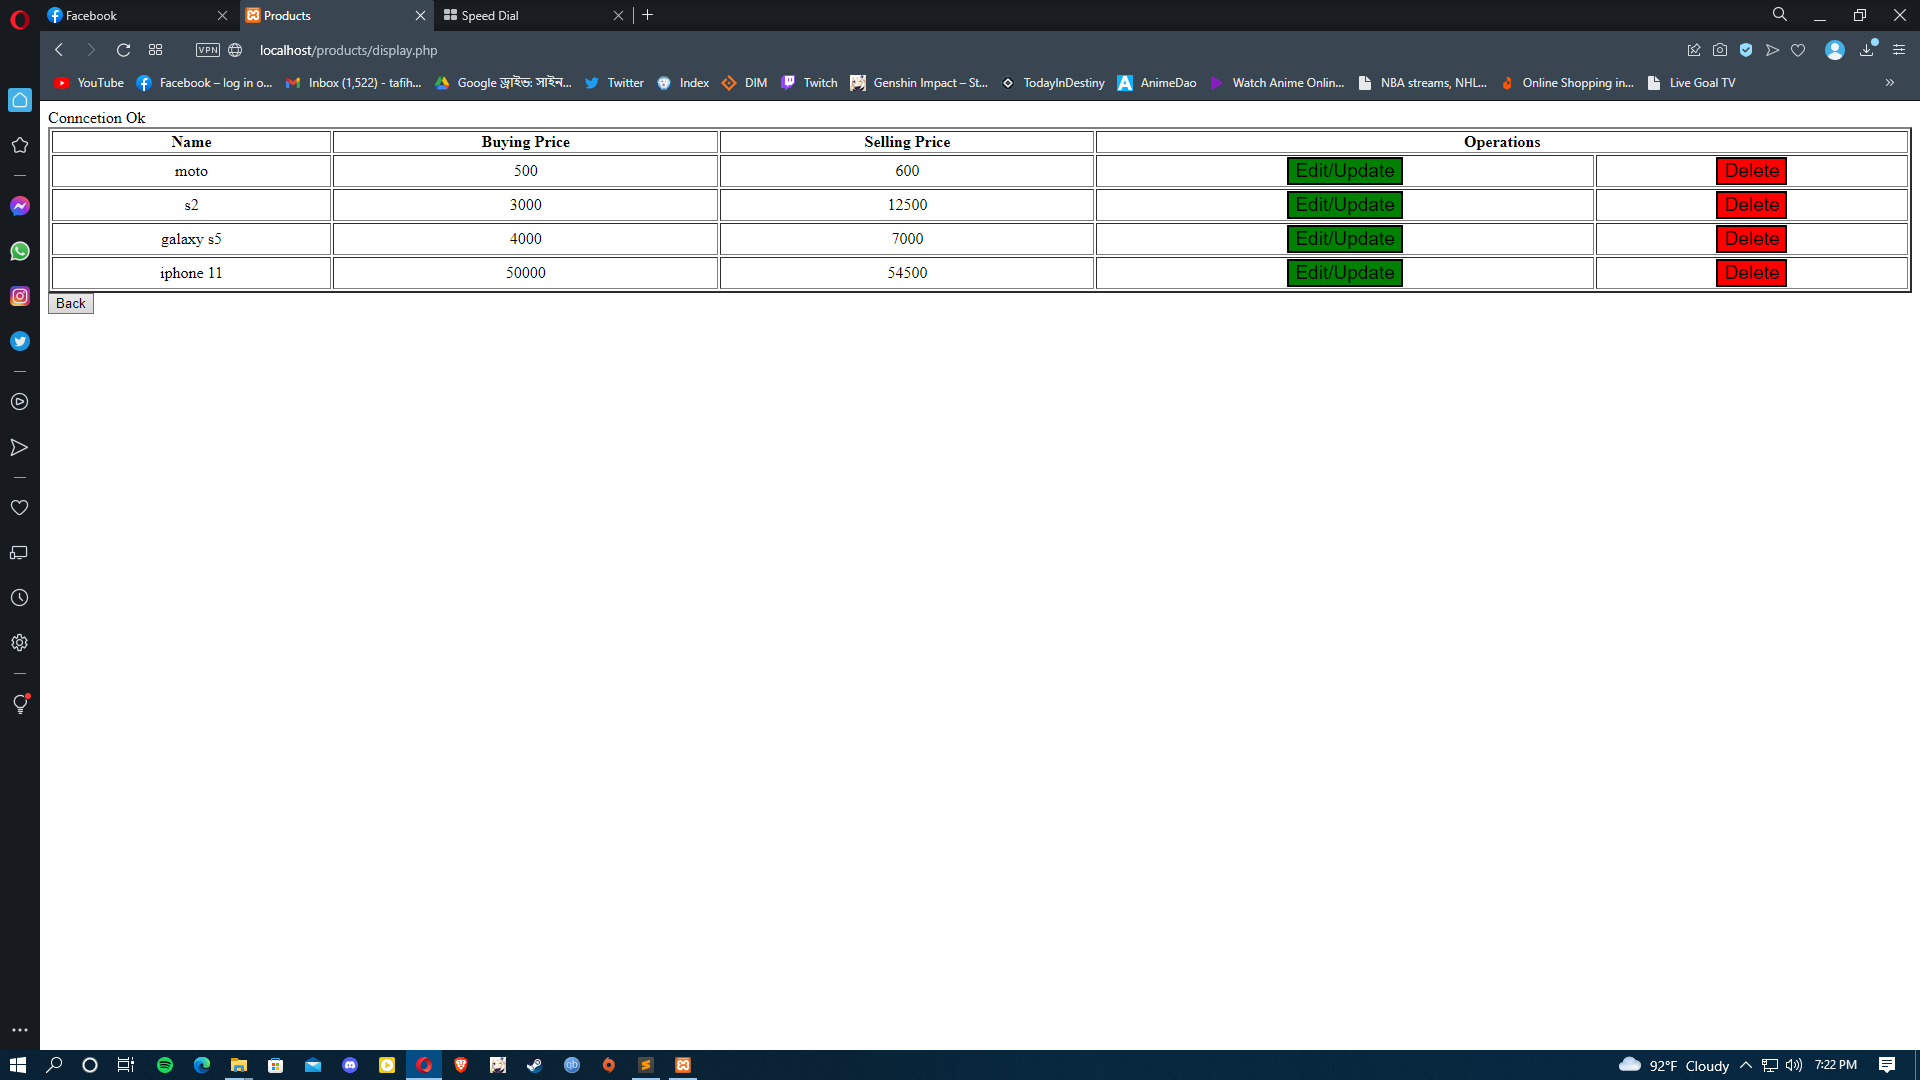 Facebook
Products
Speed Dial
VPN
localhost/products/display.php
YouTube
Facebook – log in o...
Inbox (1,522) - tafih...
Google ড্রাইভ: সাইন...
Twitter
Index
DIM
Twitch
Genshin Impact – St...
TodayInDestiny
AnimeDao
Watch Anime Onlin...
NBA streams, NHL...
Online Shopping in...
Live Goal TV
»
Conncetion Ok
Name Buying Price Selling Price Operations
moto 500 600 Edit/Update Delete
s2 3000 12500 Edit/Update Delete
galaxy s5 4000 7000 Edit/Update Delete
iphone 11 50000 54500 Edit/Update Delete
Back
92°F Cloudy
7:22 PM